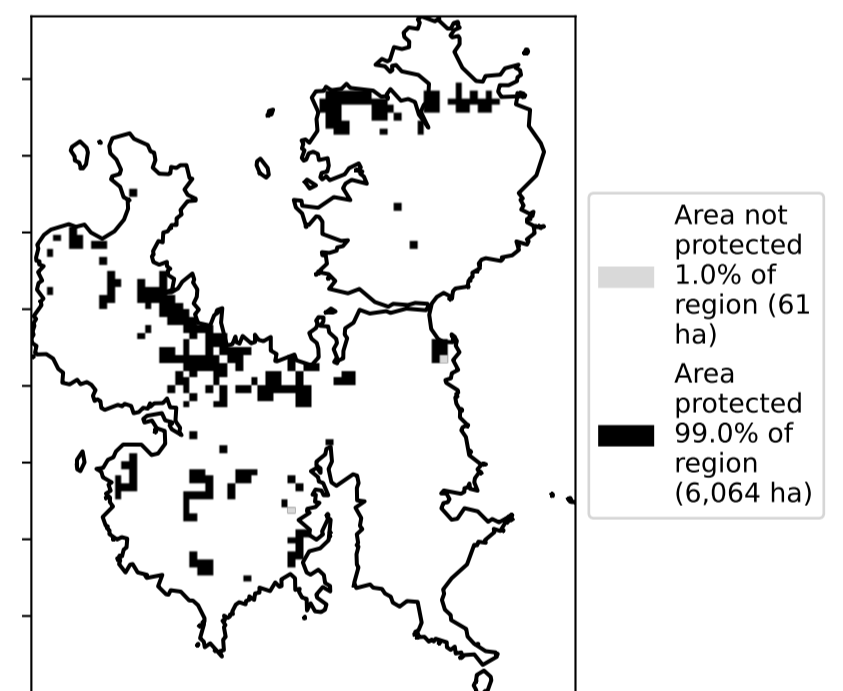 Area not
protected
1.0% of
region (61
ha)
Area
protected
99.0% of
region
(6,064 ha)